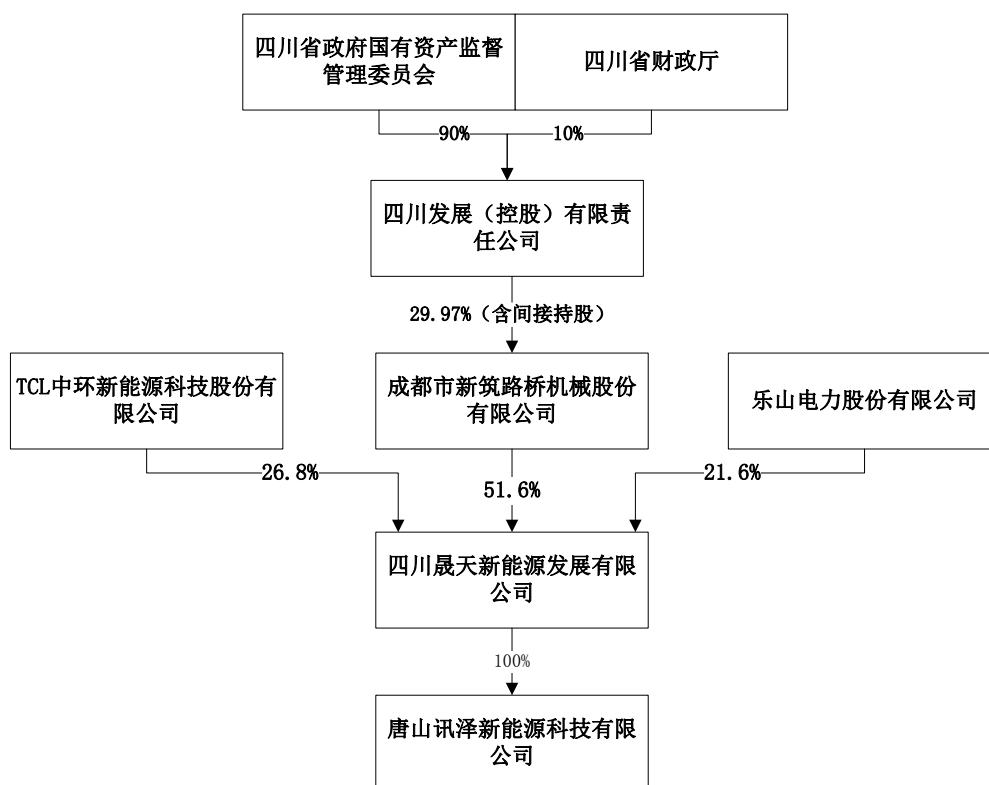 四川省政府国有资产监督
管理委员会
四川省财政厅
90%
10%
四川发展（控股）有限责
任公司
29.97%（含间接持股）
TCL中环新能源科技股份有
限公司
成都市新筑路桥机械股份
有限公司
乐山电力股份有限公司
26.8%
51.6%
21.6%
四川晟天新能源发展有限
公司
100%
唐山讯泽新能源科技有限
公司